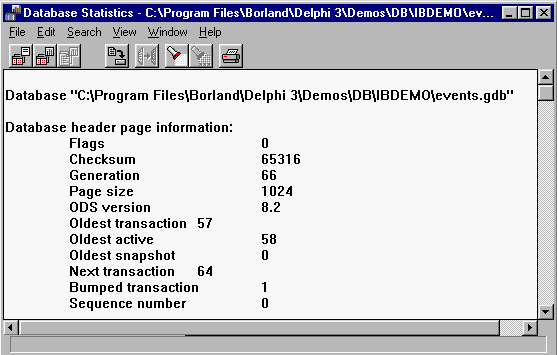 Database Statistics - C:\Program Files\Borland\Delphi 3\Demos\DB\IBDEMO\ev...
File Edit Search View Window Help
Database "C:\Program Files\Borland\Delphi 3\Demos\DB\IBDEMO\events.gdb"
Database header page information:
Flags 0
Checksum 65316
Generation 66
Page size 1024
ODS version 8.2
Oldest transaction 57
Oldest active 58
Oldest snapshot 0
Next transaction 64
Bumped transaction 1
Sequence number 0